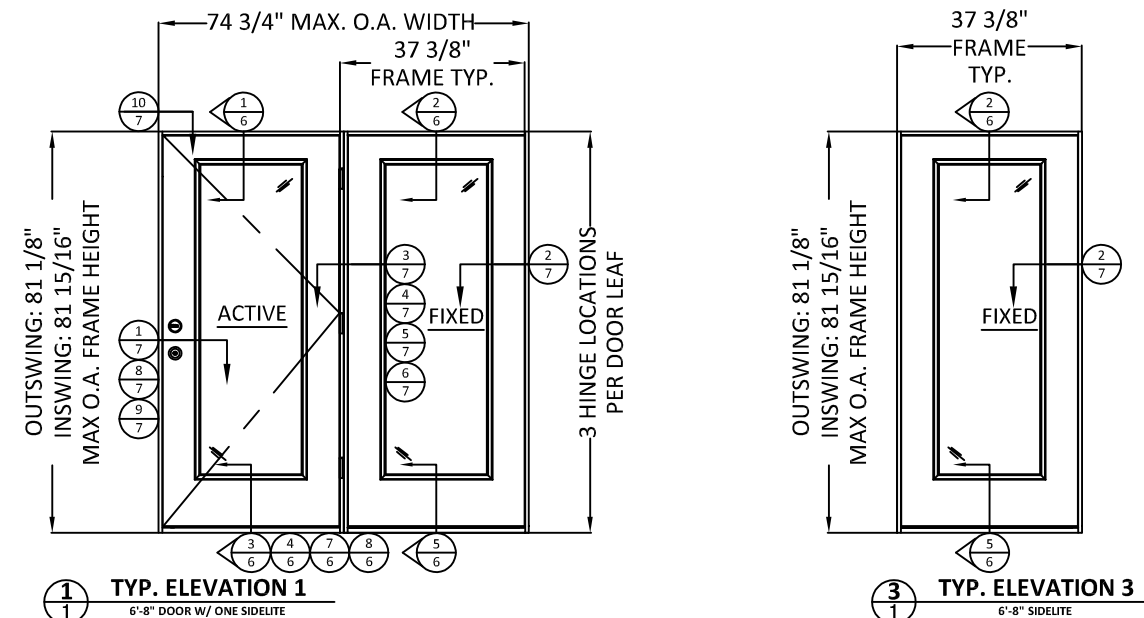 74 3/4" MAX. O.A. WIDTH
37 3/8"
FRAME TYP.
10
7
1
6
2
6
OUTSWING: 81 1/8"
INSWING: 81 15/16"
MAX O.A. FRAME HEIGHT
3 HINGE LOCATIONS
PER DOOR LEAF
3
7
4
7
5
7
6
7
2
7
ACTIVE
FIXED
1
7
8
7
9
7
3
6
4
6
7
6
8
6
5
6
1
1
TYP. ELEVATION 1
6'-8" DOOR W/ ONE SIDELITE
37 3/8"
FRAME
TYP.
2
6
OUTSWING: 81 1/8"
INSWING: 81 15/16"
MAX O.A. FRAME HEIGHT
2
7
FIXED
5
6
3
1
TYP. ELEVATION 3
6'-8" SIDELITE